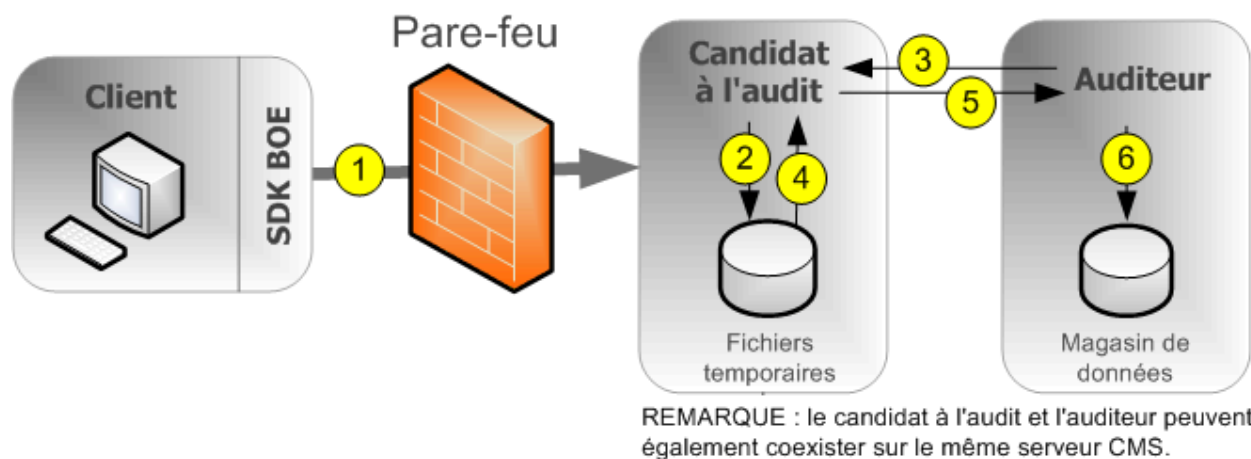 Pare-feu
Client
SDK BOE
1
Candidat
à l'audit
3
5
Auditeur
2
4
6
Fichiers
temporaires
Magasin de
données
REMARQUE : le candidat à l'audit et l'auditeur peuvent
également coexister sur le même serveur CMS.